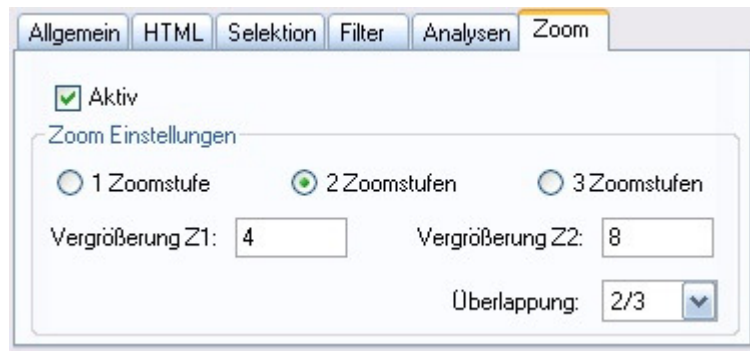 Allgemein HTML Selektion Filter Analysen Zoom
Aktiv
Zoom Einstellungen
1 Zoomstufe 2 Zoomstufen 3 Zoomstufen
Vergrößerung Z1: 4 Vergrößerung Z2: 8
Überlappung: 2/3